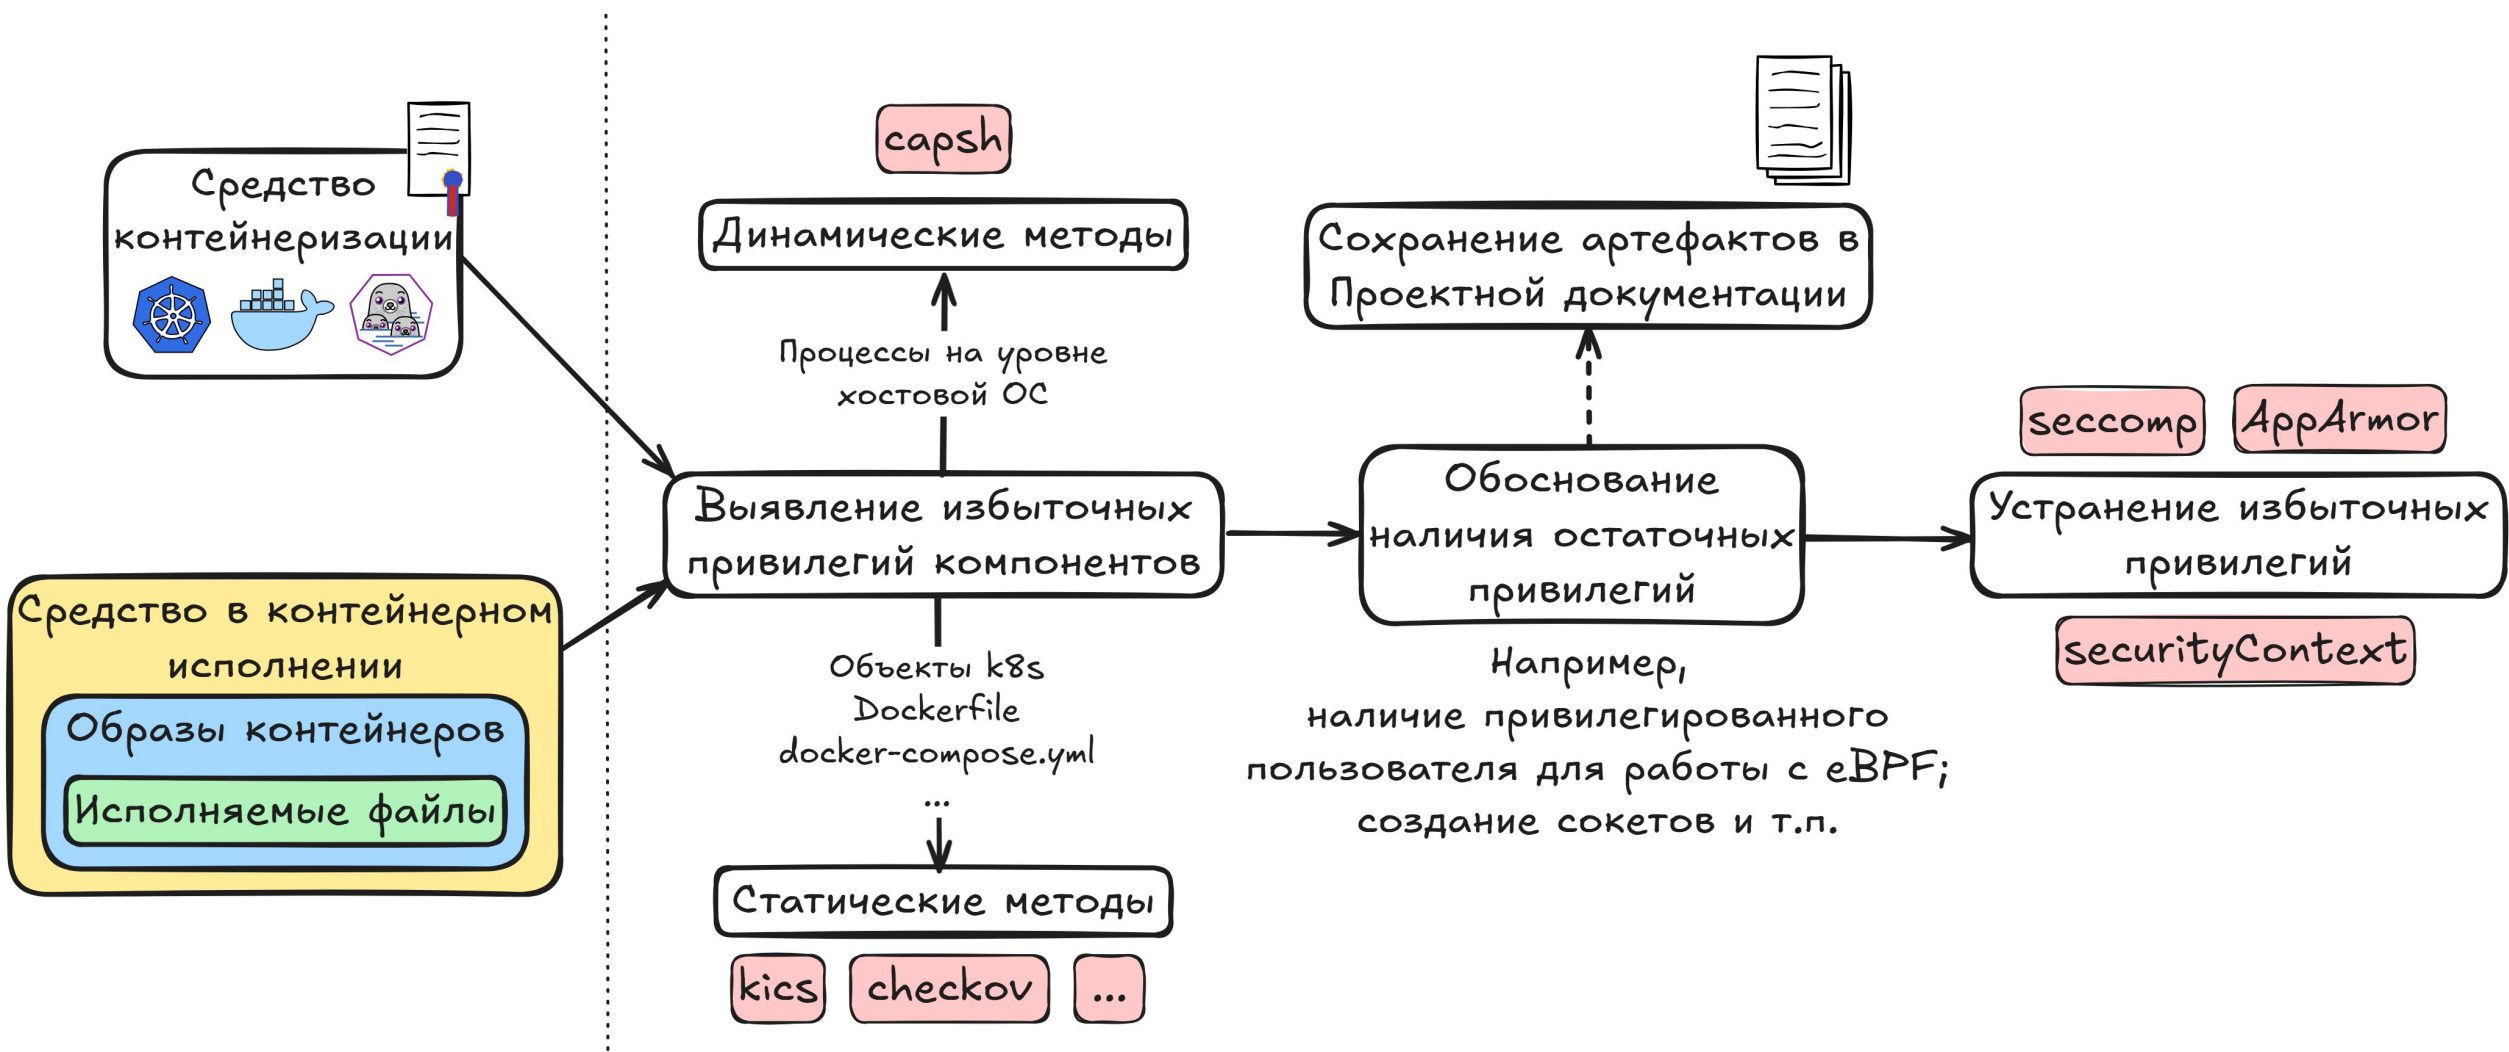 Средство
контейнеризации
Средство в контейнерном
исполнении
Образы контейнеров
Исполняемые файлы
capsh
Динамические методы
Процессы на уровне
хостовой ОС
Выявление избыточных
привилегий компонентов
Объекты k8s
Dockerfile
docker-compose.yml
...
Статические методы
kics
checkov
...
Сохранение артефактов в
Проектной документации
Обоснование
наличия остаточных
привилегий
Например,
наличие привилегированного
пользователя для работы с eBPF;
создание сокетов и т.п.
seccomp
AppArmor
Устранение избыточных
привилегий
securityContext